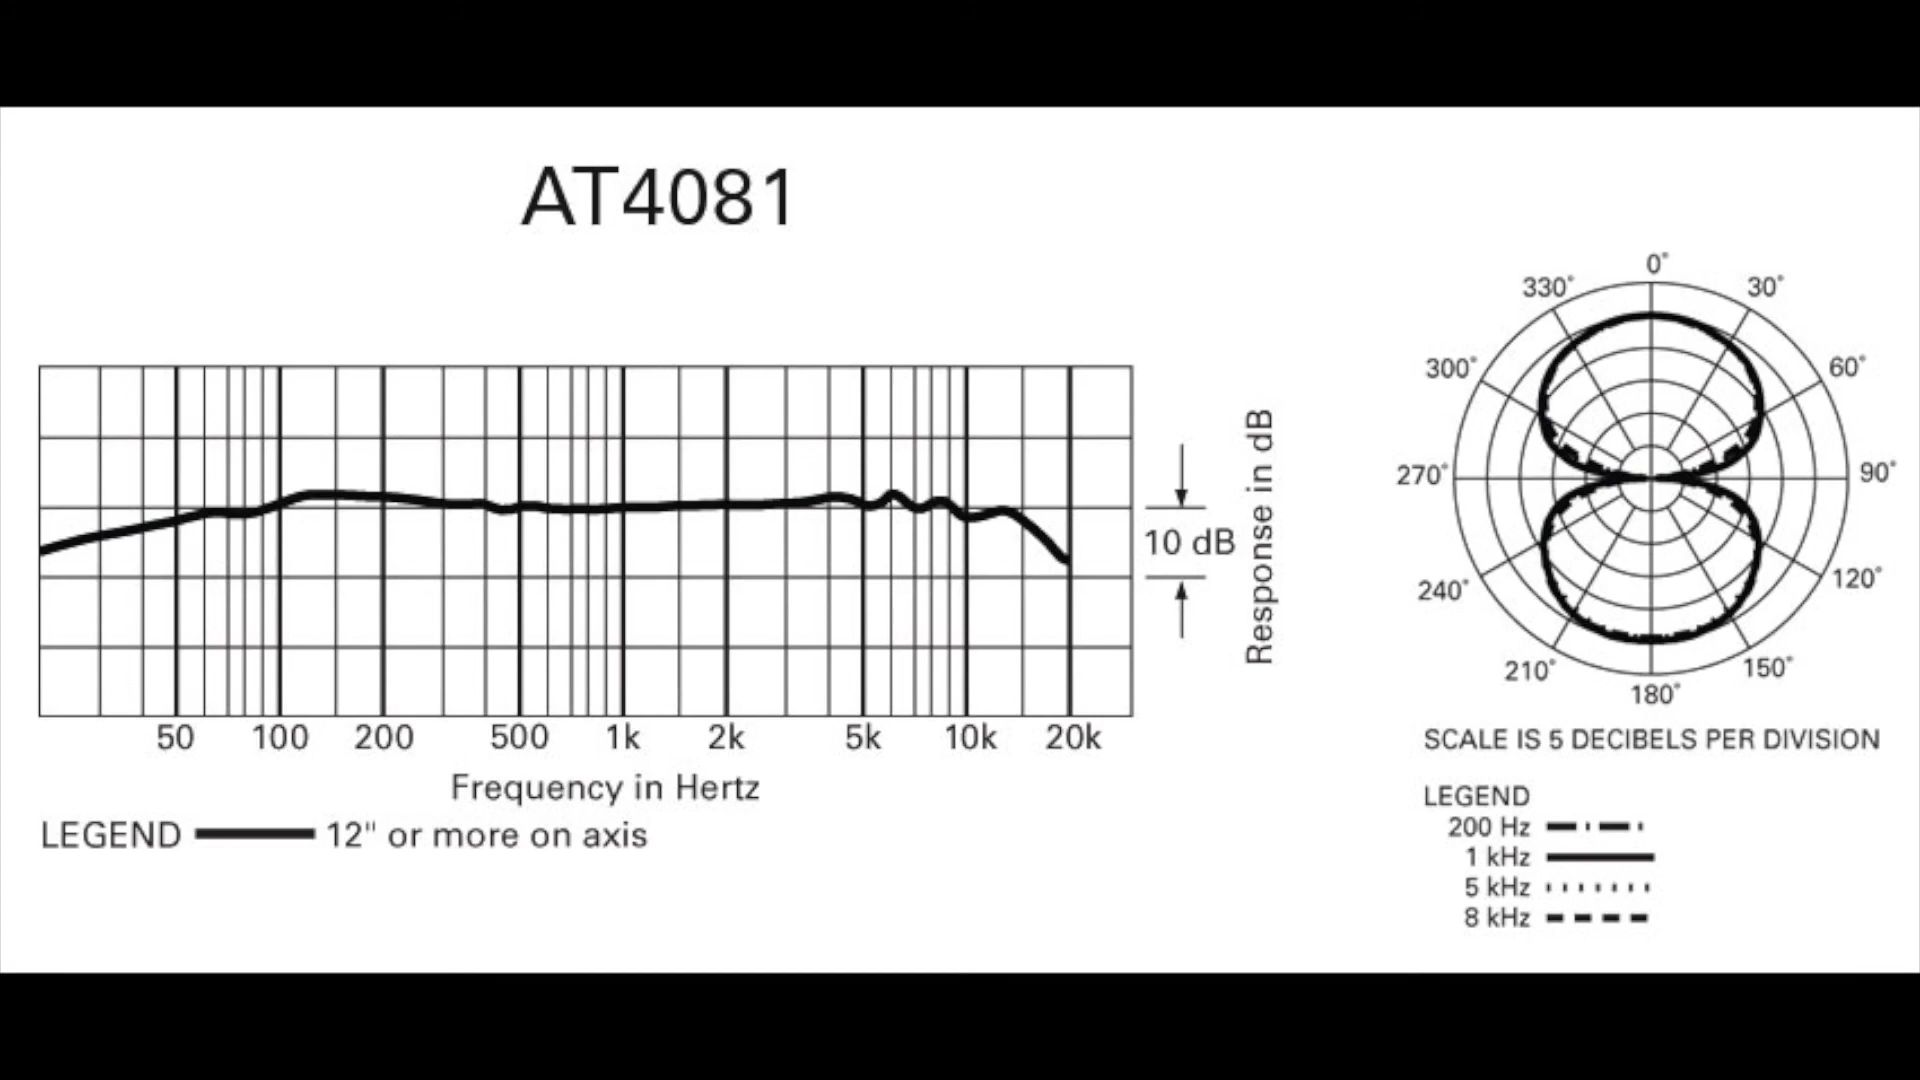 AT4081
10 dB
Response in dB
50 100 200 500 1k 2k 5k 10k 20k
Frequency in Hertz
LEGEND 12" or more on axis
0°
330° 30°
300° 60°
270° 90°
240° 120°
210° 150°
180°
SCALE IS 5 DECIBELS PER DIVISION
LEGEND
200 Hz
1 kHz
5 kHz
8 kHz